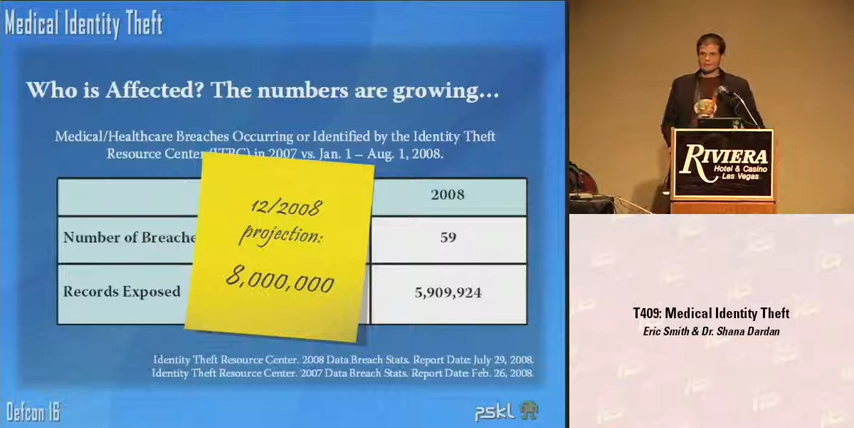 Medical Identity Theft
Who is Affected? The numbers are growing...
Medical/Healthcare Breaches Occurring or Identified by the Identity Theft
Resource Center (ITRC) in 2007 vs. Jan. 1 – Aug. 1, 2008.
2008
12/2008
projection:
8,000,000
Number of Breache
59
Records Exposed
5,909,924
Identity Theft Resource Center. 2008 Data Breach Stats. Report Date: July 29, 2008.
Identity Theft Resource Center. 2007 Data Breach Stats. Report Date: Feb. 26, 2008.
Defcon 16
pskl
RIVIERA
Hotel & Casino
Las Vegas
T409: Medical Identity Theft
Eric Smith & Dr. Shana Dardan